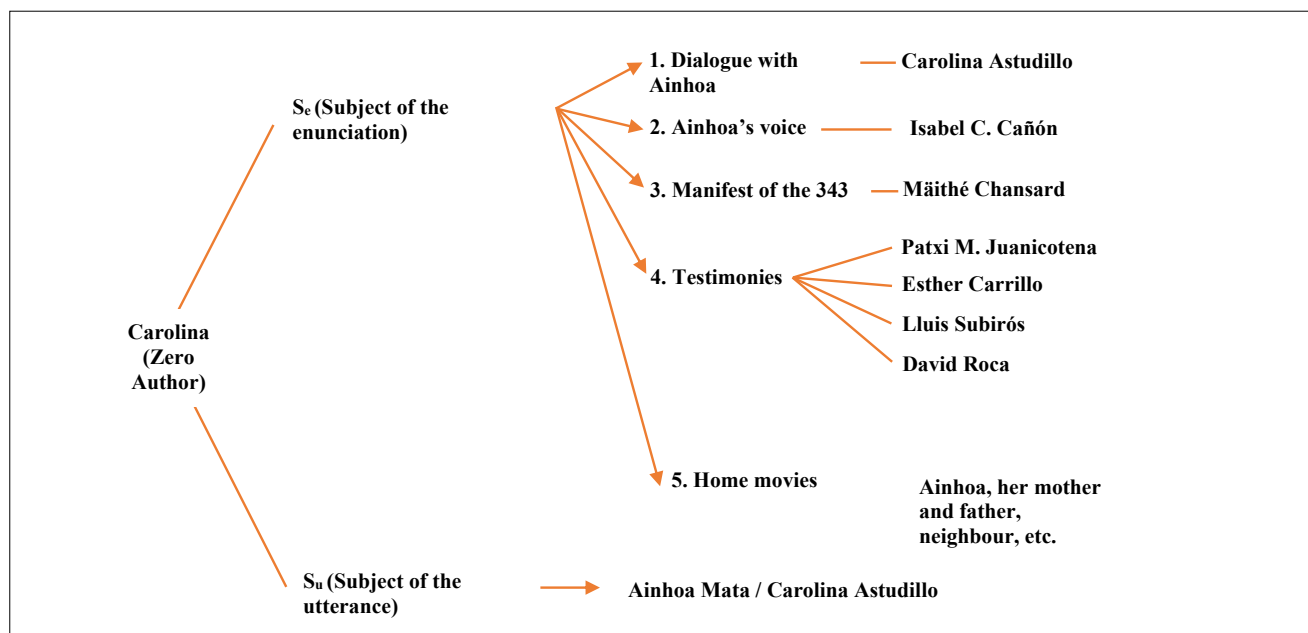 1. Dialogue with
Ainhoa
Carolina Astudillo
Se (Subject of the
enunciation)
2. Ainhoa’s voice
Isabel C. Cañón
3. Manifest of the 343
Mäithé Chansard
4. Testimonies
Patxi M. Juanicotena
Esther Carrillo
Lluis Subirós
David Roca
Carolina
(Zero
Author)
5. Home movies
Ainhoa, her mother
and father,
neighbour, etc.
Su (Subject of the
utterance)
Ainhoa Mata / Carolina Astudillo